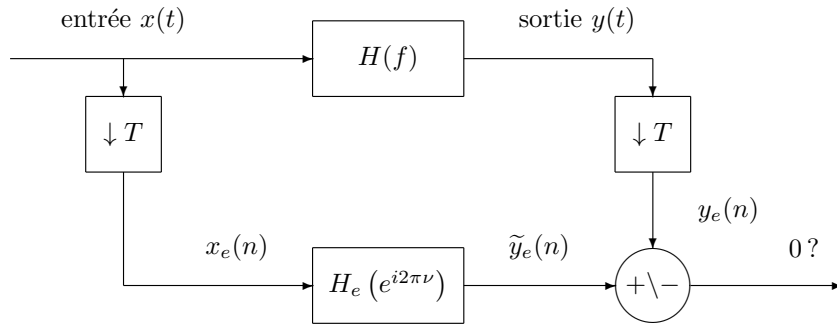 entrée x(t)
sortie y(t)
H(f)
↓ T
↓ T
y_e(n)
x_e(n)
ỹ_e(n)
0 ?
H_e (e^{i2πν})
+\−